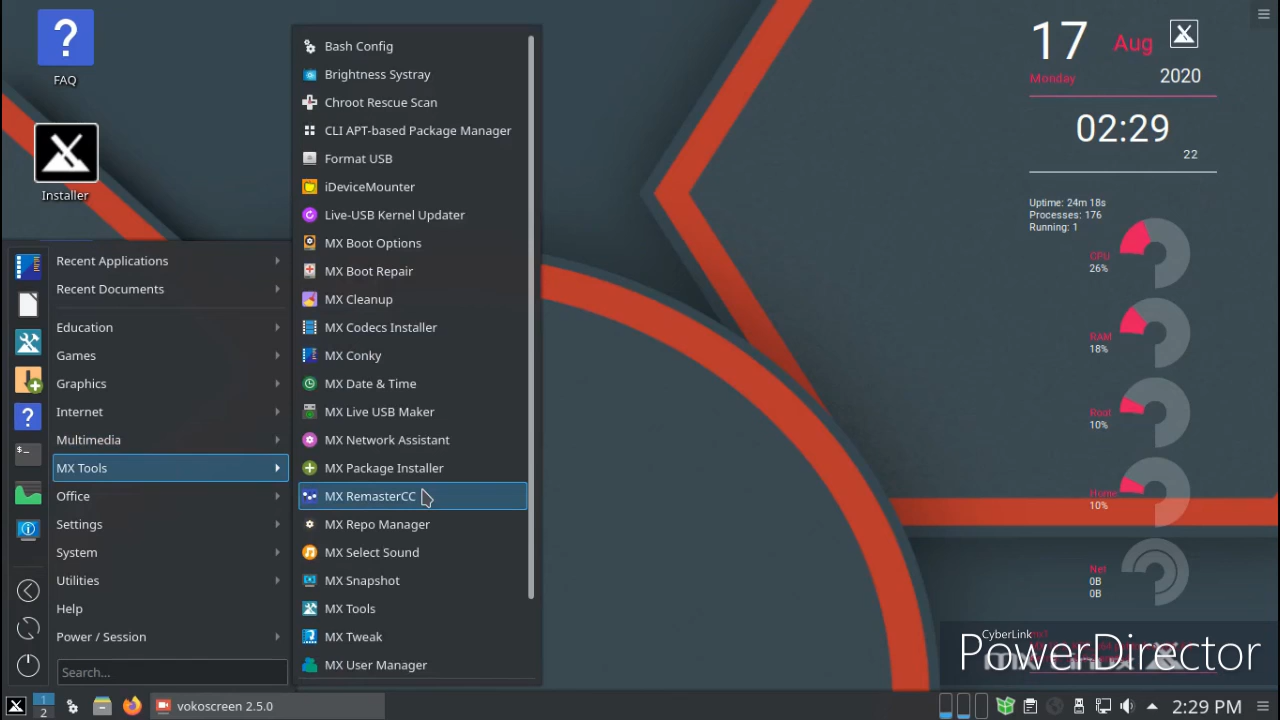 FAQ
Installer
Recent Applications
Recent Documents
Education
Games
Graphics
Internet
Multimedia
MX Tools
Office
Settings
System
Utilities
Help
Power / Session
Search...
Bash Config
Brightness Systray
Chroot Rescue Scan
CLI APT-based Package Manager
Format USB
iDeviceMounter
Live-USB Kernel Updater
MX Boot Options
MX Boot Repair
MX Cleanup
MX Codecs Installer
MX Conky
MX Date & Time
MX Live USB Maker
MX Network Assistant
MX Package Installer
MX RemasterCC
MX Repo Manager
MX Select Sound
MX Snapshot
MX Tools
MX Tweak
MX User Manager
17 Aug
Monday 2020
02:29
22
Uptime: 24m 18s
Processes: 176
Running: 1
CPU
26%
RAM
18%
Root
10%
Home
10%
Net
0B
0B
CyberLink
PowerDirector
1
2
vokoscreen 2.5.0
2:29 PM